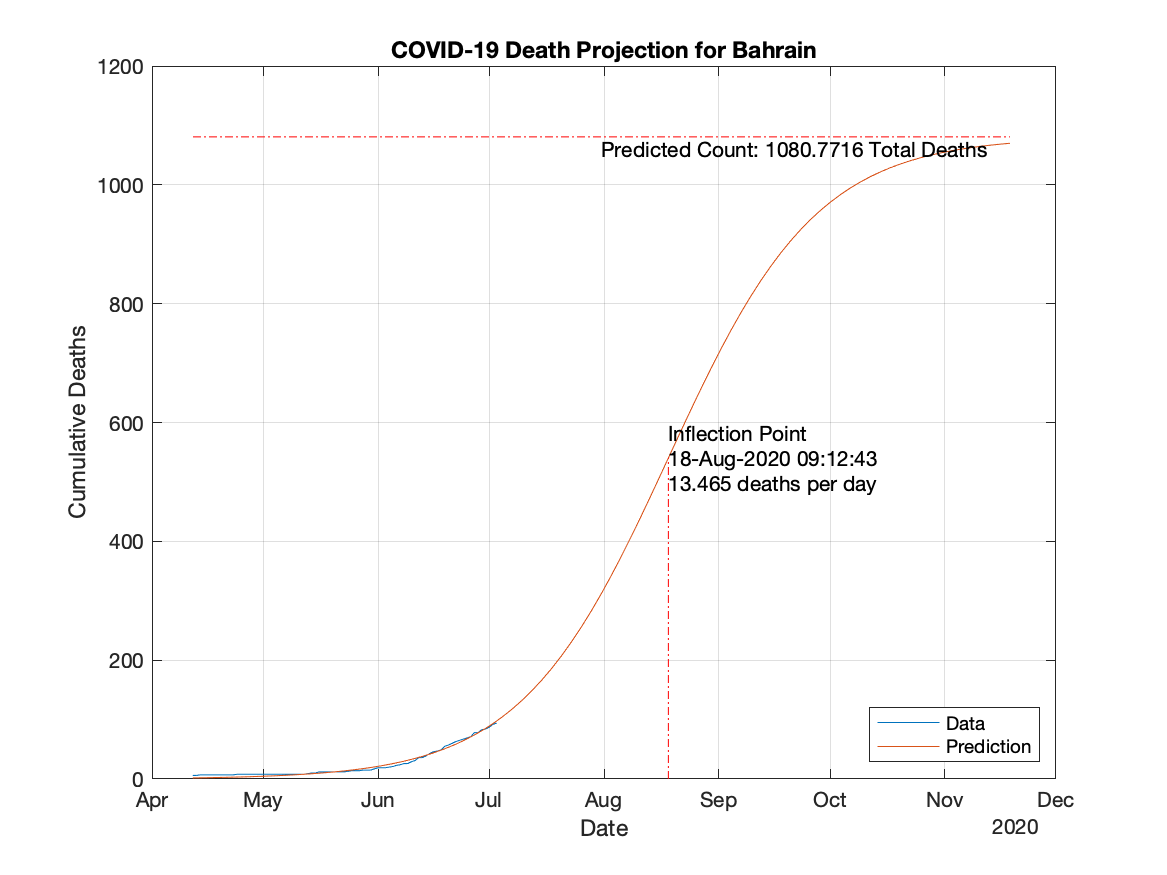 COVID-19 Death Projection for Bahrain
1200
1000
800
600
400
200
0
Cumulative Deaths
Predicted Count: 1080.7716 Total Deaths
Inflection Point
18-Aug-2020 09:12:43
13.465 deaths per day
Data
Prediction
Apr May Jun Jul Aug Sep Oct Nov Dec
Date
2020